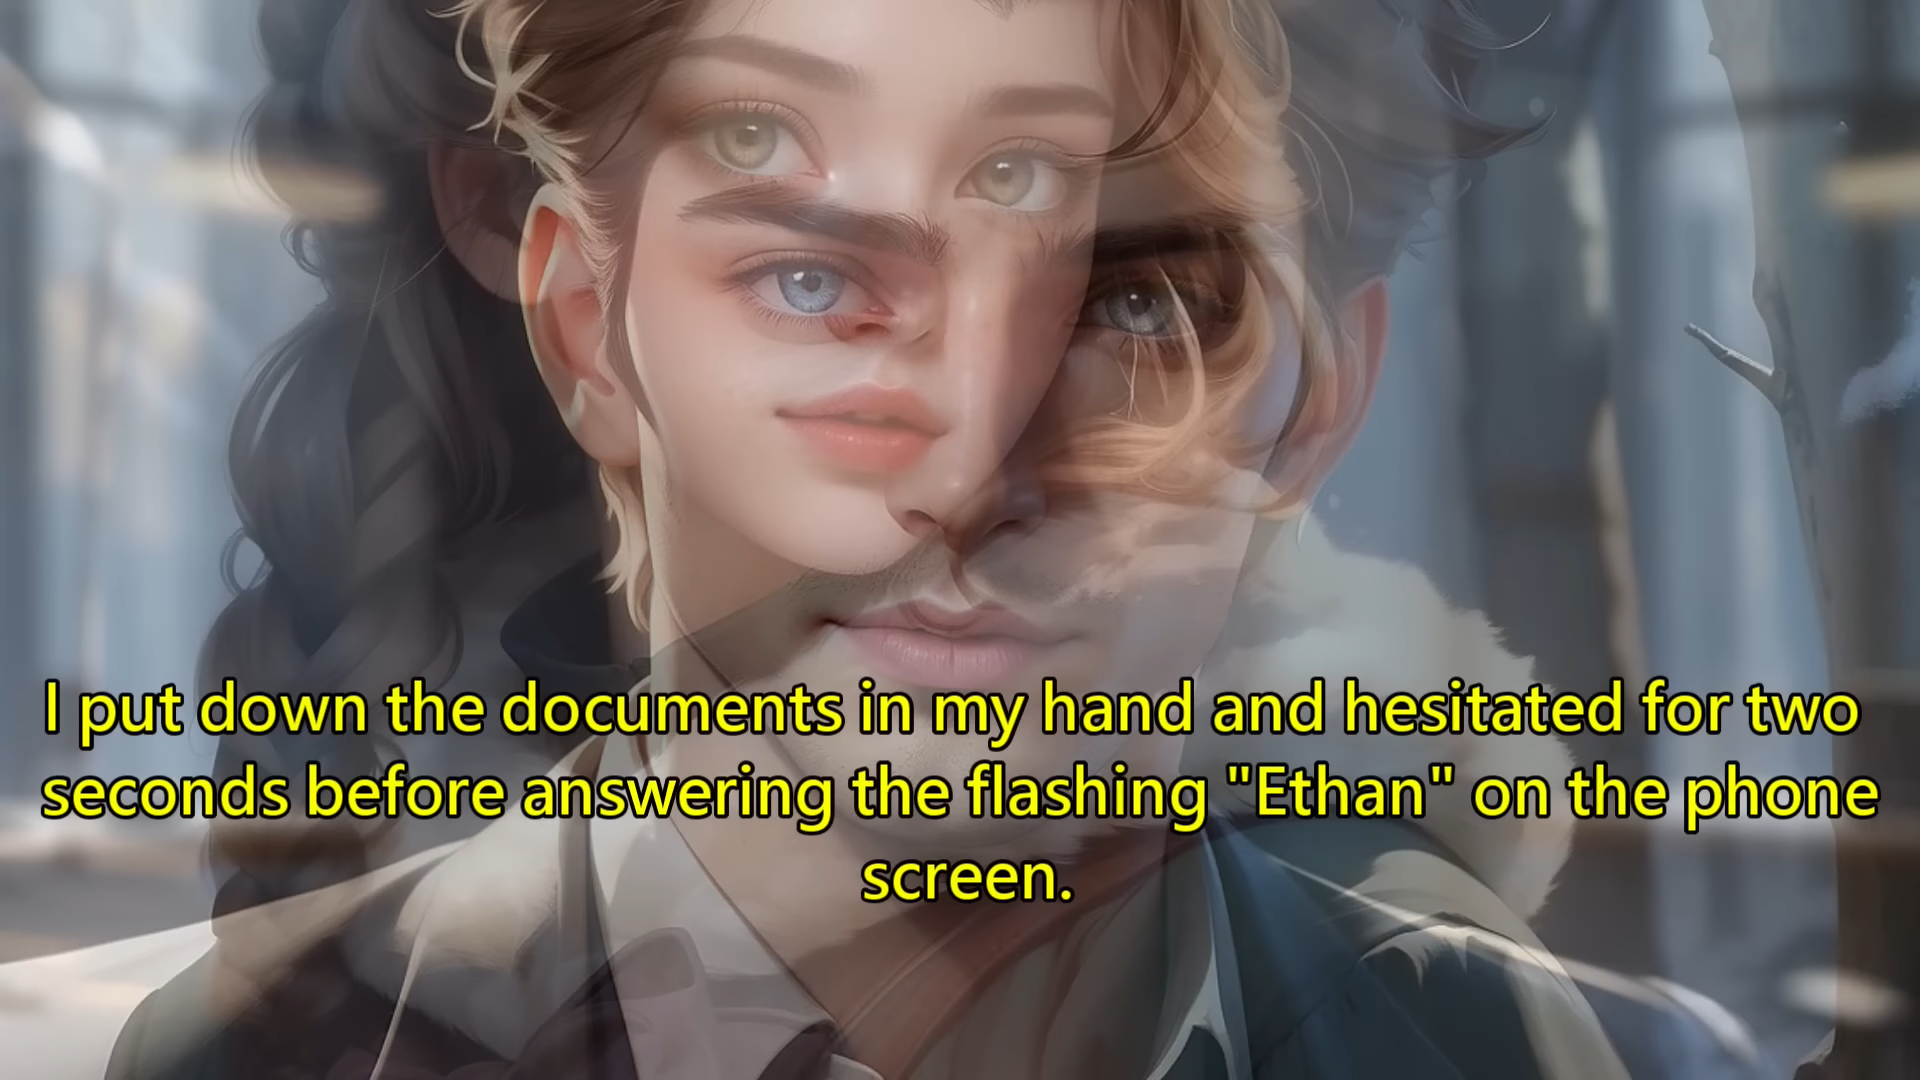 I put down the documents in my hand and hesitated for two
seconds before answering the flashing "Ethan" on the phone
screen.